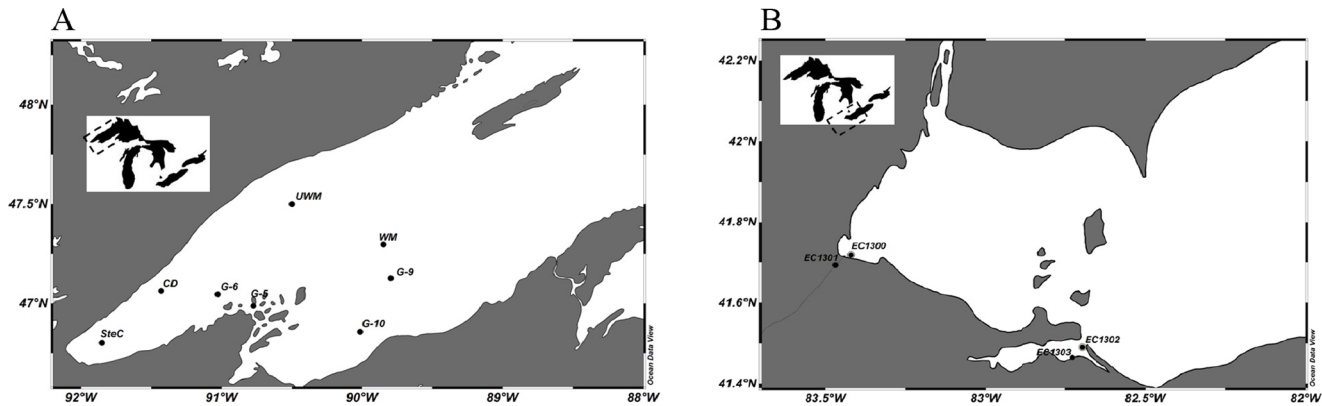 A
48°N
47.5°N
47°N
92°W
91°W
90°W
89°W
88°W
UWM
WM
G-9
CD
G-6
G-5
G-10
SteC
Ocean Data View
B
42.2°N
42°N
41.8°N
41.6°N
41.4°N
83.5°W
83°W
82.5°W
82°W
EC1300
EC1301
EC1302
EC1303
Ocean Data View